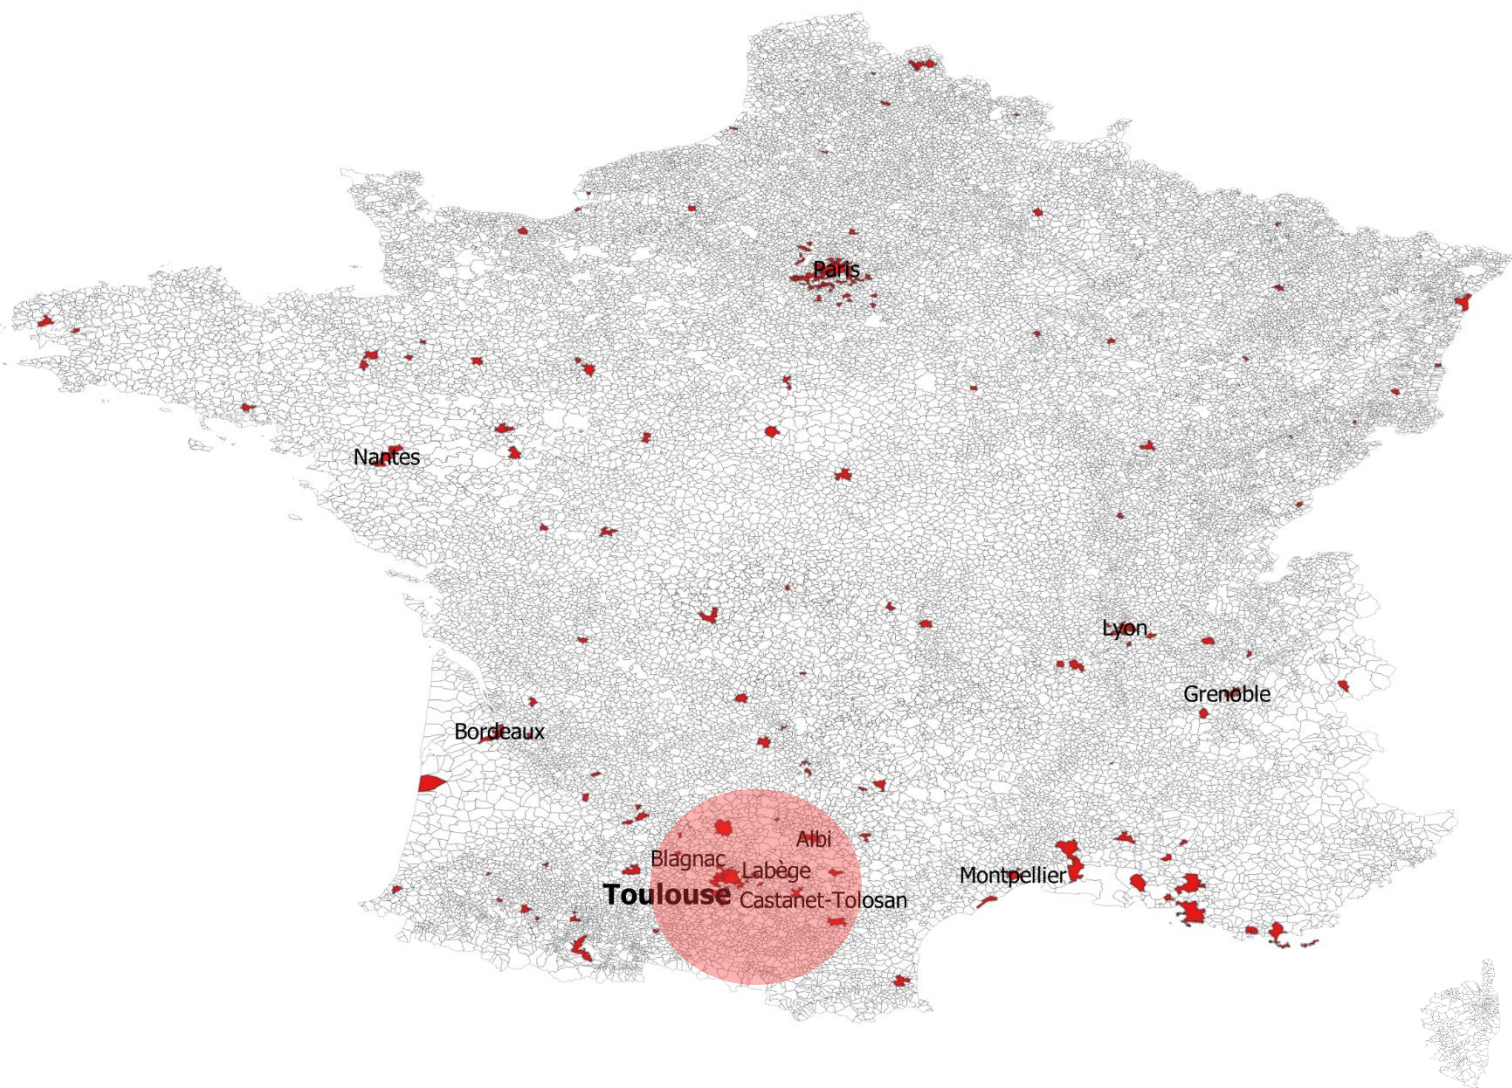 Paris
Nantes
Lyon
Grenoble
Bordeaux
Albi
Blagnac
Labège
Montpellier
Toulouse
Castanet-Tolosan